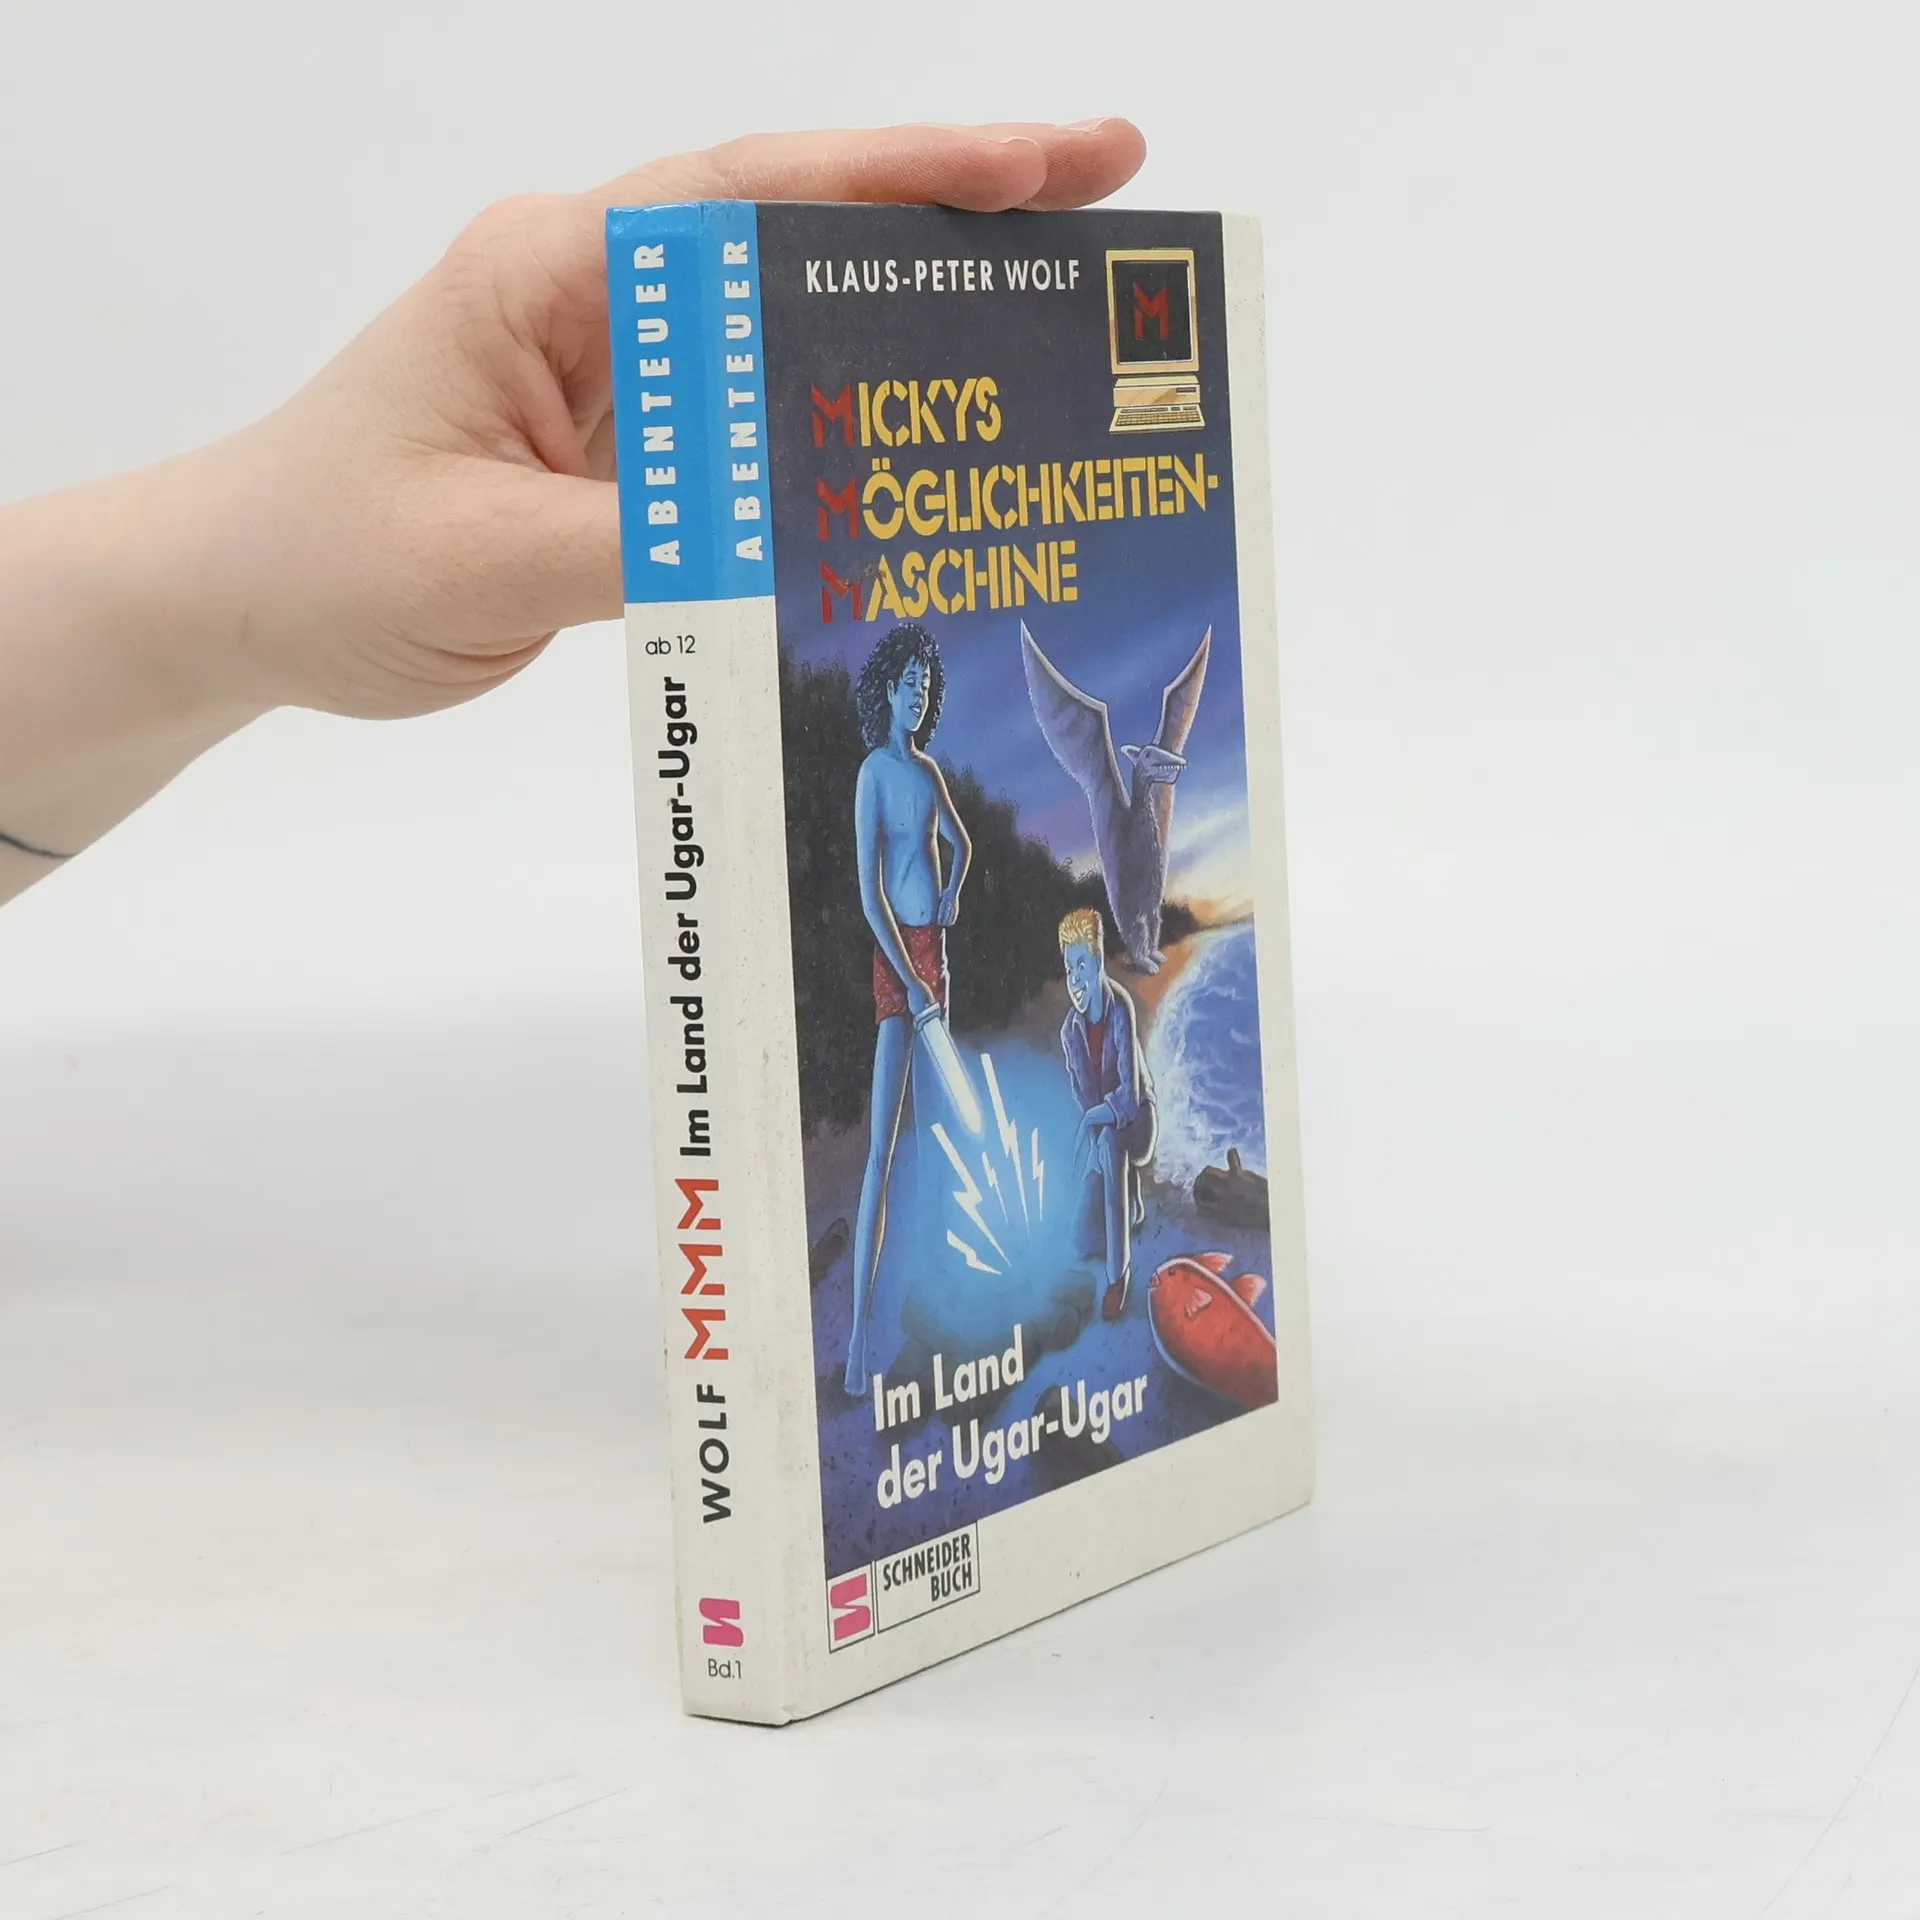 ABENTEUER
ab 12
WOLF MMM Im Land der Ugar-Ugar
Bd.1
ABENTEUER
KLAUS-PETER WOLF
M
MICKYS
MÖGLICHKEITEN-
MASCHINE
Im Land
der Ugar-Ugar
SCHNEIDER
BUCH